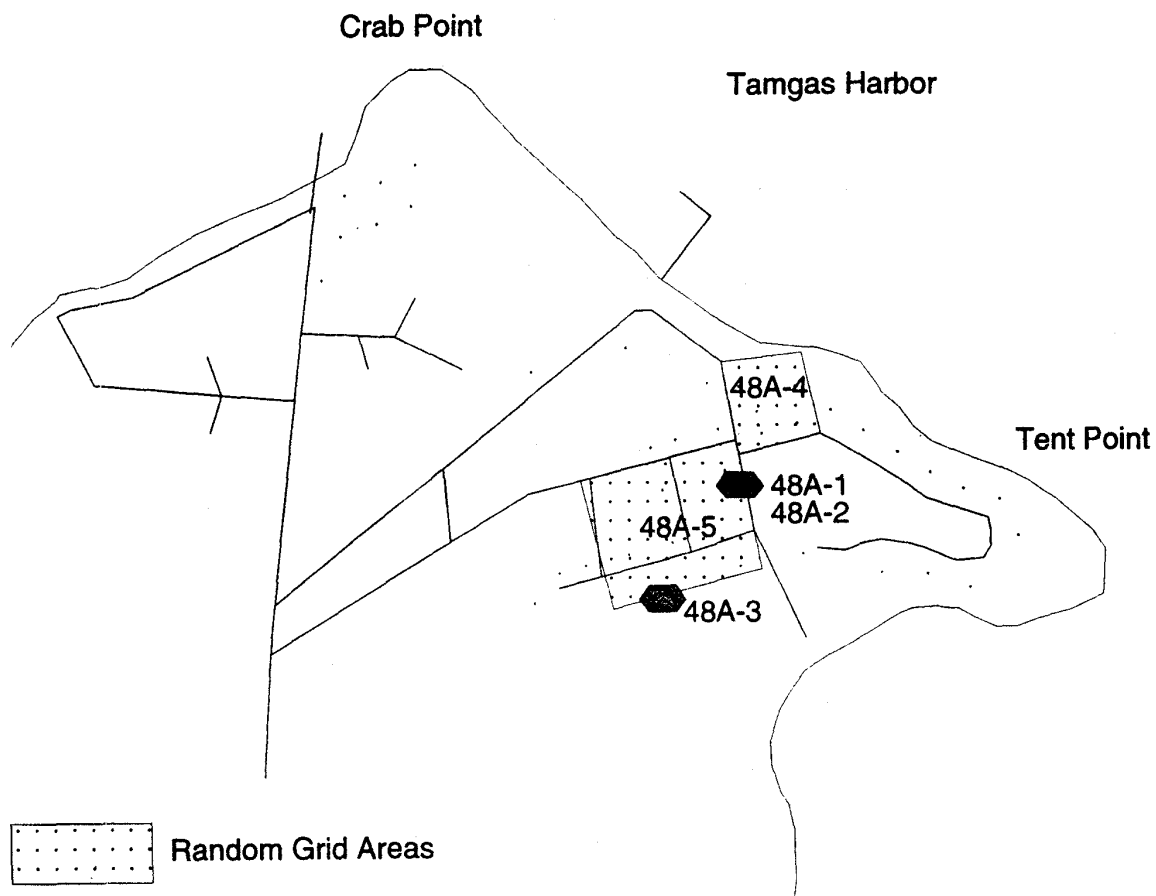 Crab Point
Tamgas Harbor
48A-4
Tent Point
48A-1
48A-2
48A-5
48A-3
Random Grid Areas